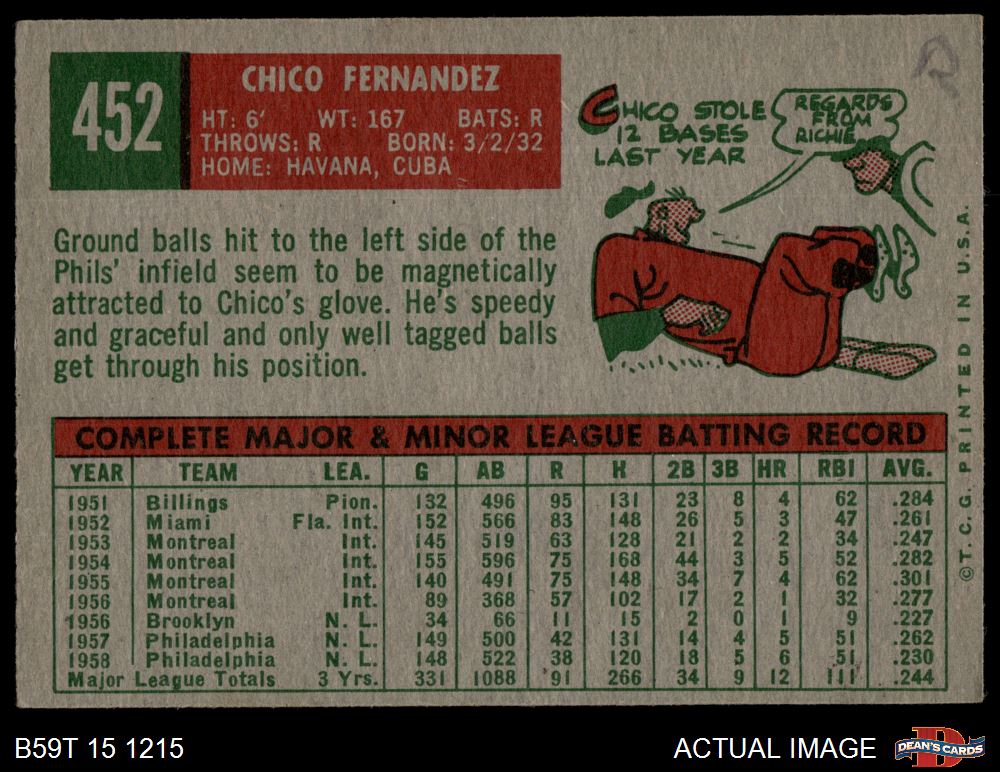 452
CHICO FERNANDEZ
HT: 6' WT: 167 BATS: R
THROWS: R BORN: 3/2/32
HOME: HAVANA, CUBA
CHICO STOLE
12 BASES
LAST YEAR
REGARDS
FROM
RICHIE
Ground balls hit to the left side of the
Phils' infield seem to be magnetically
attracted to Chico's glove. He's speedy
and graceful and only well tagged balls
get through his position.
COMPLETE MAJOR & MINOR LEAGUE BATTING RECORD
YEAR TEAM LEA. G AB R H 2B 3B HR RBI AVG.
1951 Billings Pion. 132 496 95 131 23 8 4 62 .284
1952 Miami Fla. Int. 152 566 83 148 26 5 3 47 .261
1953 Montreal Int. 145 519 63 128 21 2 2 34 .247
1954 Montreal Int. 155 596 75 168 44 3 5 52 .282
1955 Montreal Int. 140 491 75 148 34 7 4 62 .301
1956 Montreal Int. 89 368 57 102 17 2 1 32 .277
1956 Brooklyn N. L. 34 66 11 15 2 0 1 9 .227
1957 Philadelphia N. L. 149 500 42 131 14 4 5 51 .262
1958 Philadelphia N. L. 148 522 38 120 18 5 6 51 .230
Major League Totals 3 Yrs. 331 1088 91 266 34 9 12 111 .244
© T. C. G. PRINTED IN U.S.A.
B59T 15 1215
ACTUAL IMAGE
DEAN'S CARDS